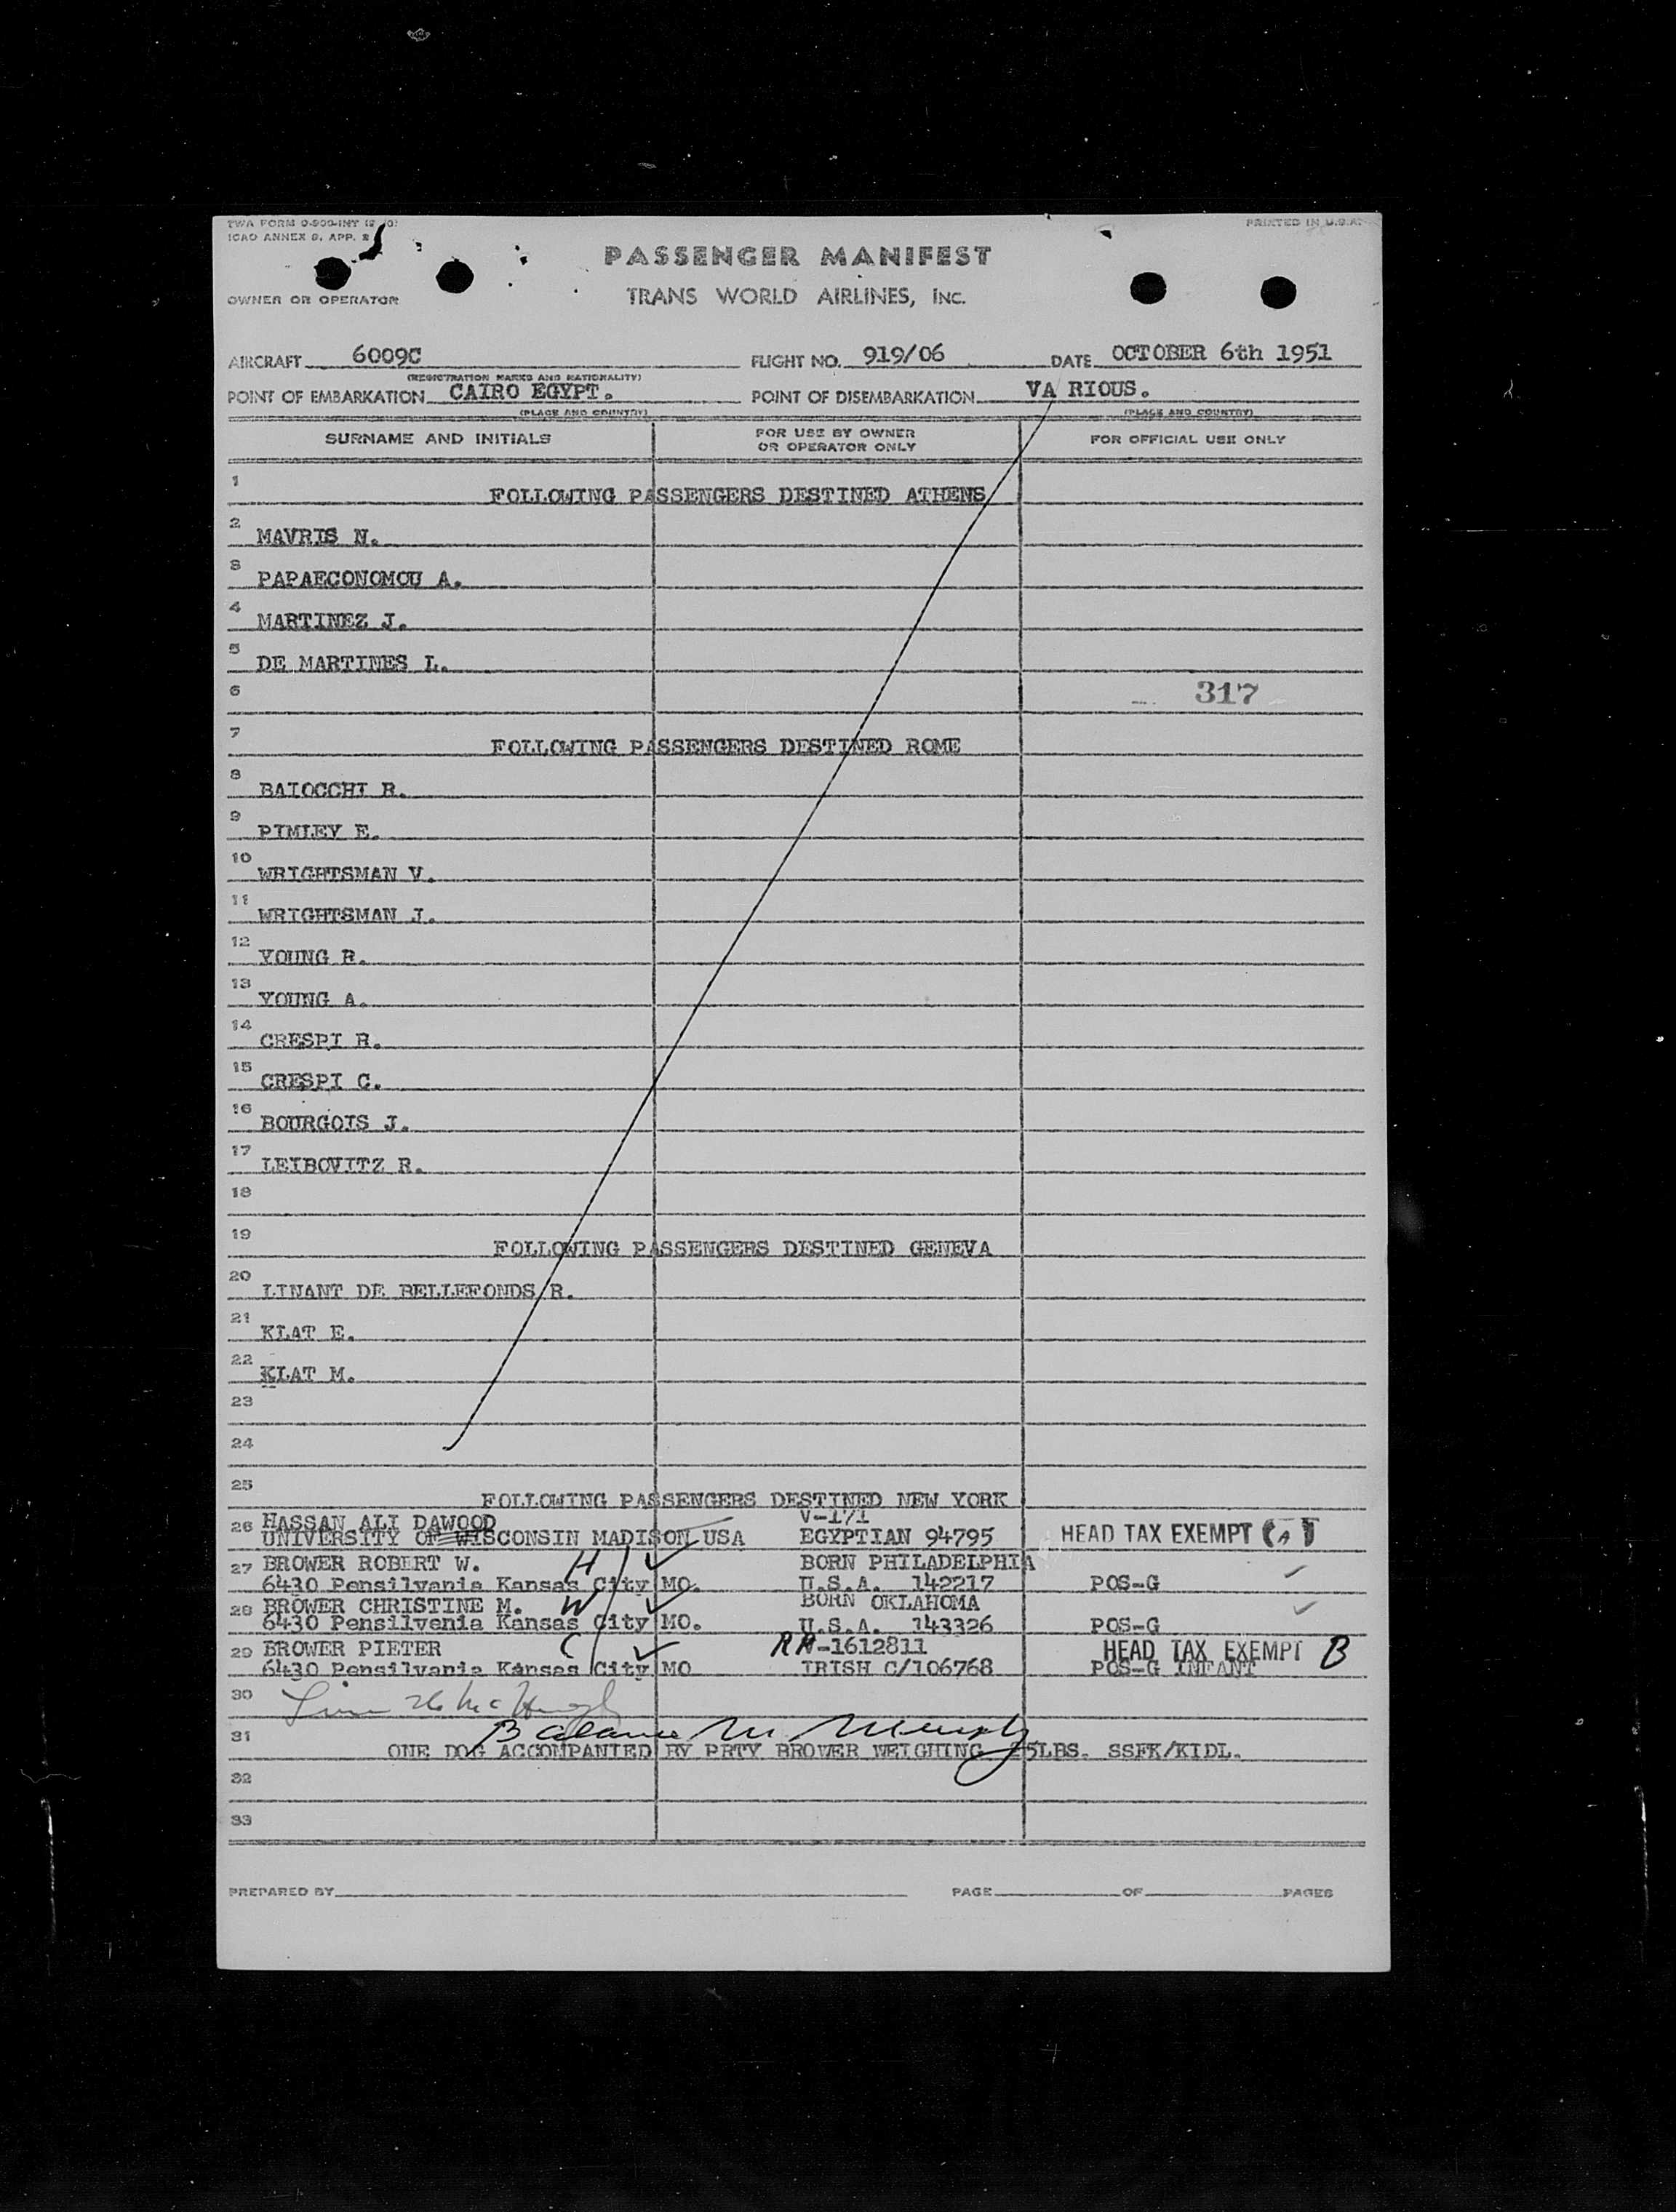 TWA FORM 0-909-INT
ICAO ANNEX 9, APP.
PRINTED IN U.S.A.
PASSENGER MANIFEST
OWNER OR OPERATOR
TRANS WORLD AIRLINES, INC.
AIRCRAFT 6009C FLIGHT NO. 919/06 DATE OCTOBER 6th 1951
(REGISTRATION MARKS AND NATIONALITY)
POINT OF EMBARKATION CAIRO EGYPT. POINT OF DISEMBARKATION VA RIOUS.
(PLACE AND COUNTRY) (PLACE AND COUNTRY)
SURNAME AND INITIALS FOR USE BY OWNER OR OPERATOR ONLY FOR OFFICIAL USE ONLY
1 FOLLOWING PASSENGERS DESTINED ATHENS
2 MAVRIS N.
3 PAPAECONOMOU A.
4 MARTINEZ J.
5 DE MARTINES L.
6 317
7 FOLLOWING PASSENGERS DESTINED ROME
8 BAIOCCHI R.
9 PIMLEY E.
10 WRIGHTSMAN V.
11 WRIGHTSMAN J.
12 YOUNG R.
13 YOUNG A.
14 CRESPI R.
15 CRESPI C.
16 BOURGOIS J.
17 LEIBOVITZ R.
18
19 FOLLOWING PASSENGERS DESTINED GENEVA
20 LINANT DE BELLEFONDS R.
21 KLAT E.
22 KLAT M.
23
24
25 FOLLOWING PASSENGERS DESTINED NEW YORK
26 HASSAN ALI DAWOOD V-171
UNIVERSITY OF WISCONSIN MADISON USA EGYPTIAN 94795 HEAD TAX EXEMPT (A)
27 BROWER ROBERT W. H BORN PHILADELPHIA
6430 Pensilvania Kansas City MO. U.S.A. 142217 POS-G
28 BROWER CHRISTINE M. W BORN OKLAHOMA
6430 Pensilvenia Kansas City MO. U.S.A. 143326 POS-G
29 BROWER PIETER C RA-1612811 HEAD TAX EXEMPT B
6430 Pensilvania Kansas City MO IRISH C/106768 POS-G INFANT
30
31 ONE DOG ACCOMPANIED BY PRTY BROWER WEIGHING 5LBS. SSFK/KIDL.
32
33
PREPARED BY PAGE OF PAGES